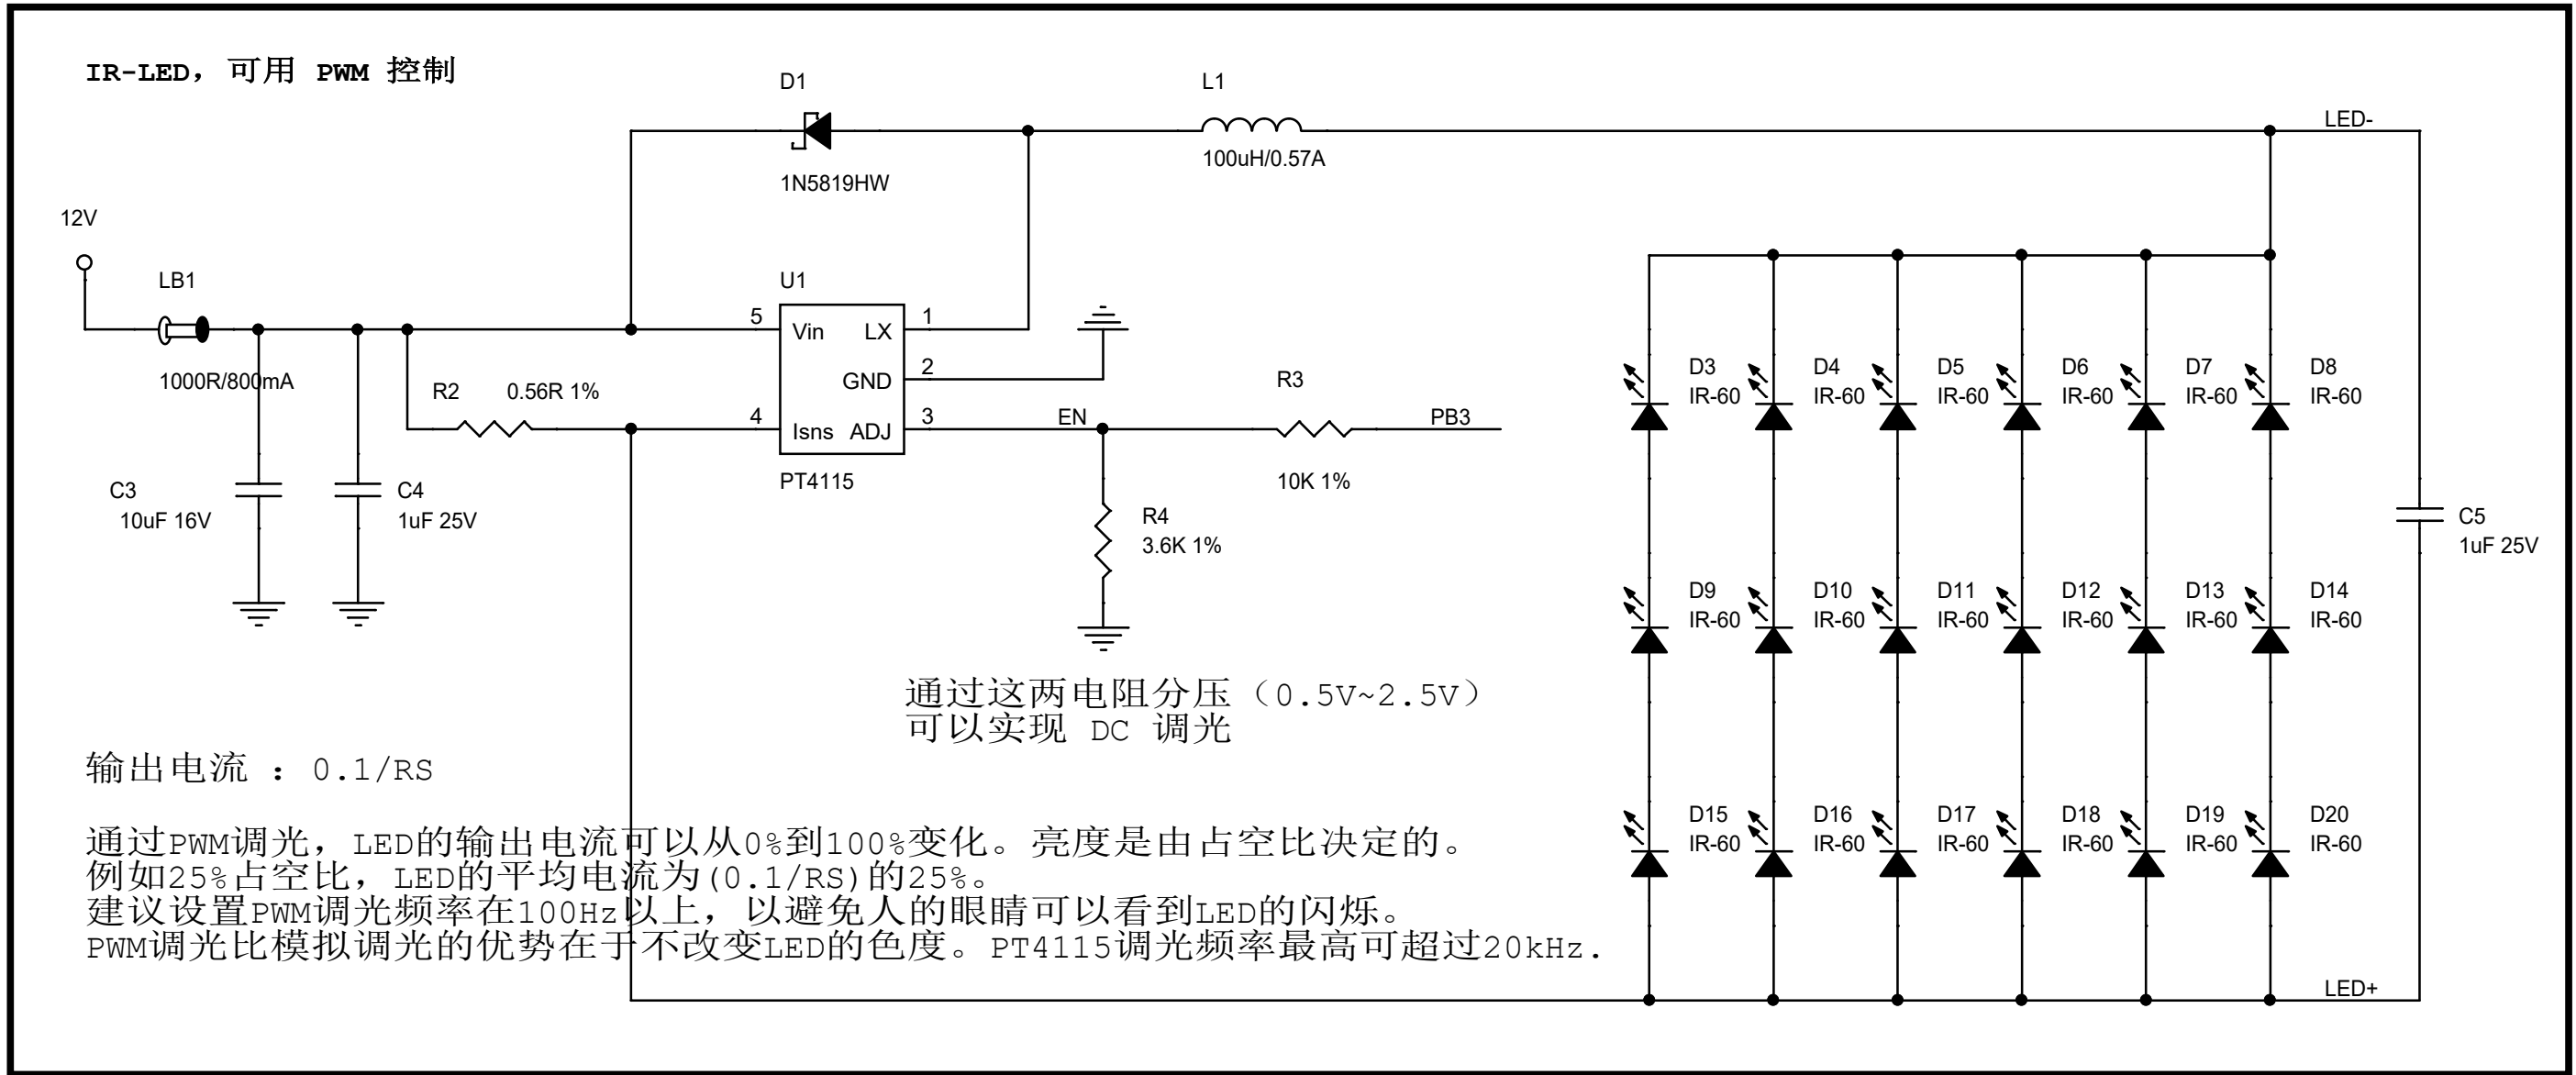 IR-LED，可用 PWM 控制
D1
L1
LED-
100uH/0.57A
1N5819HW
12V
LB1
U1
5
Vin
LX
1
2
GND
1000R/800mA
R2
0.56R 1%
4
Isns
ADJ
3
EN
R3
PB3
PT4115
10K 1%
C3
10uF 16V
C4
1uF 25V
R4
3.6K 1%
D3
IR-60
D4
IR-60
D5
IR-60
D6
IR-60
D7
IR-60
D8
IR-60
C5
1uF 25V
D9
IR-60
D10
IR-60
D11
IR-60
D12
IR-60
D13
IR-60
D14
IR-60
通过这两电阻分压（0.5V~2.5V）
可以实现 DC 调光
输出电流 ：0.1/RS
D15
IR-60
D16
IR-60
D17
IR-60
D18
IR-60
D19
IR-60
D20
IR-60
通过PWM调光，LED的输出电流可以从0%到100%变化。亮度是由占空比决定的。
例如25%占空比，LED的平均电流为(0.1/RS)的25%。
建议设置PWM调光频率在100Hz以上，以避免人的眼睛可以看到LED的闪烁。
PWM调光比模拟调光的优势在于不改变LED的色度。PT4115调光频率最高可超过20kHz.
LED+